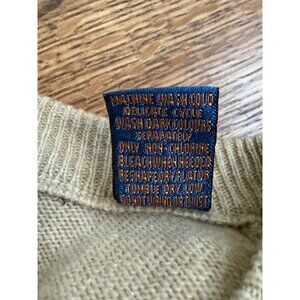 MACHINE WASH COLD
DELICATE CYCLE
WASH DARK COLOURS
SEPARATELY
ONLY NON-CHLORINE
BLEACH WHEN NEEDED
RESHAPE DRY FLAT OR
TUMBLE DRY LOW
DO NOT WRING OR TWIST